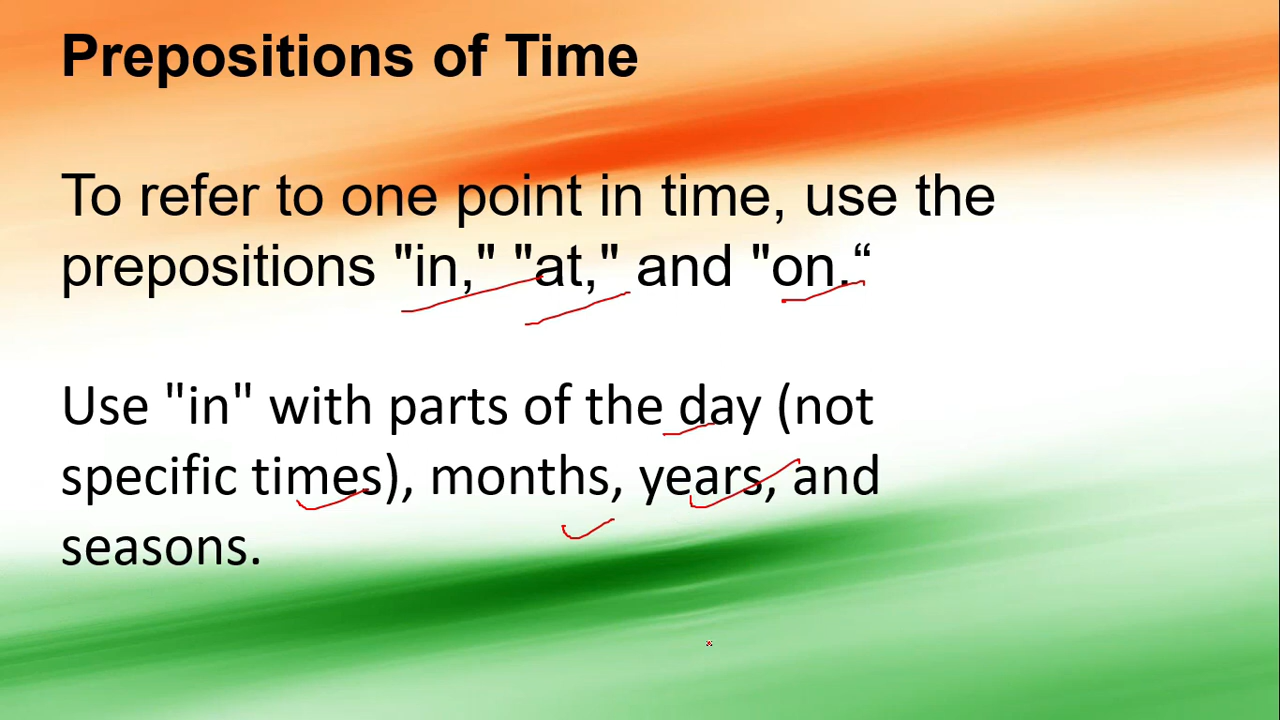 Prepositions of Time
To refer to one point in time, use the
prepositions "in," "at," and "on.“
Use "in" with parts of the day (not
specific times), months, years, and
seasons.